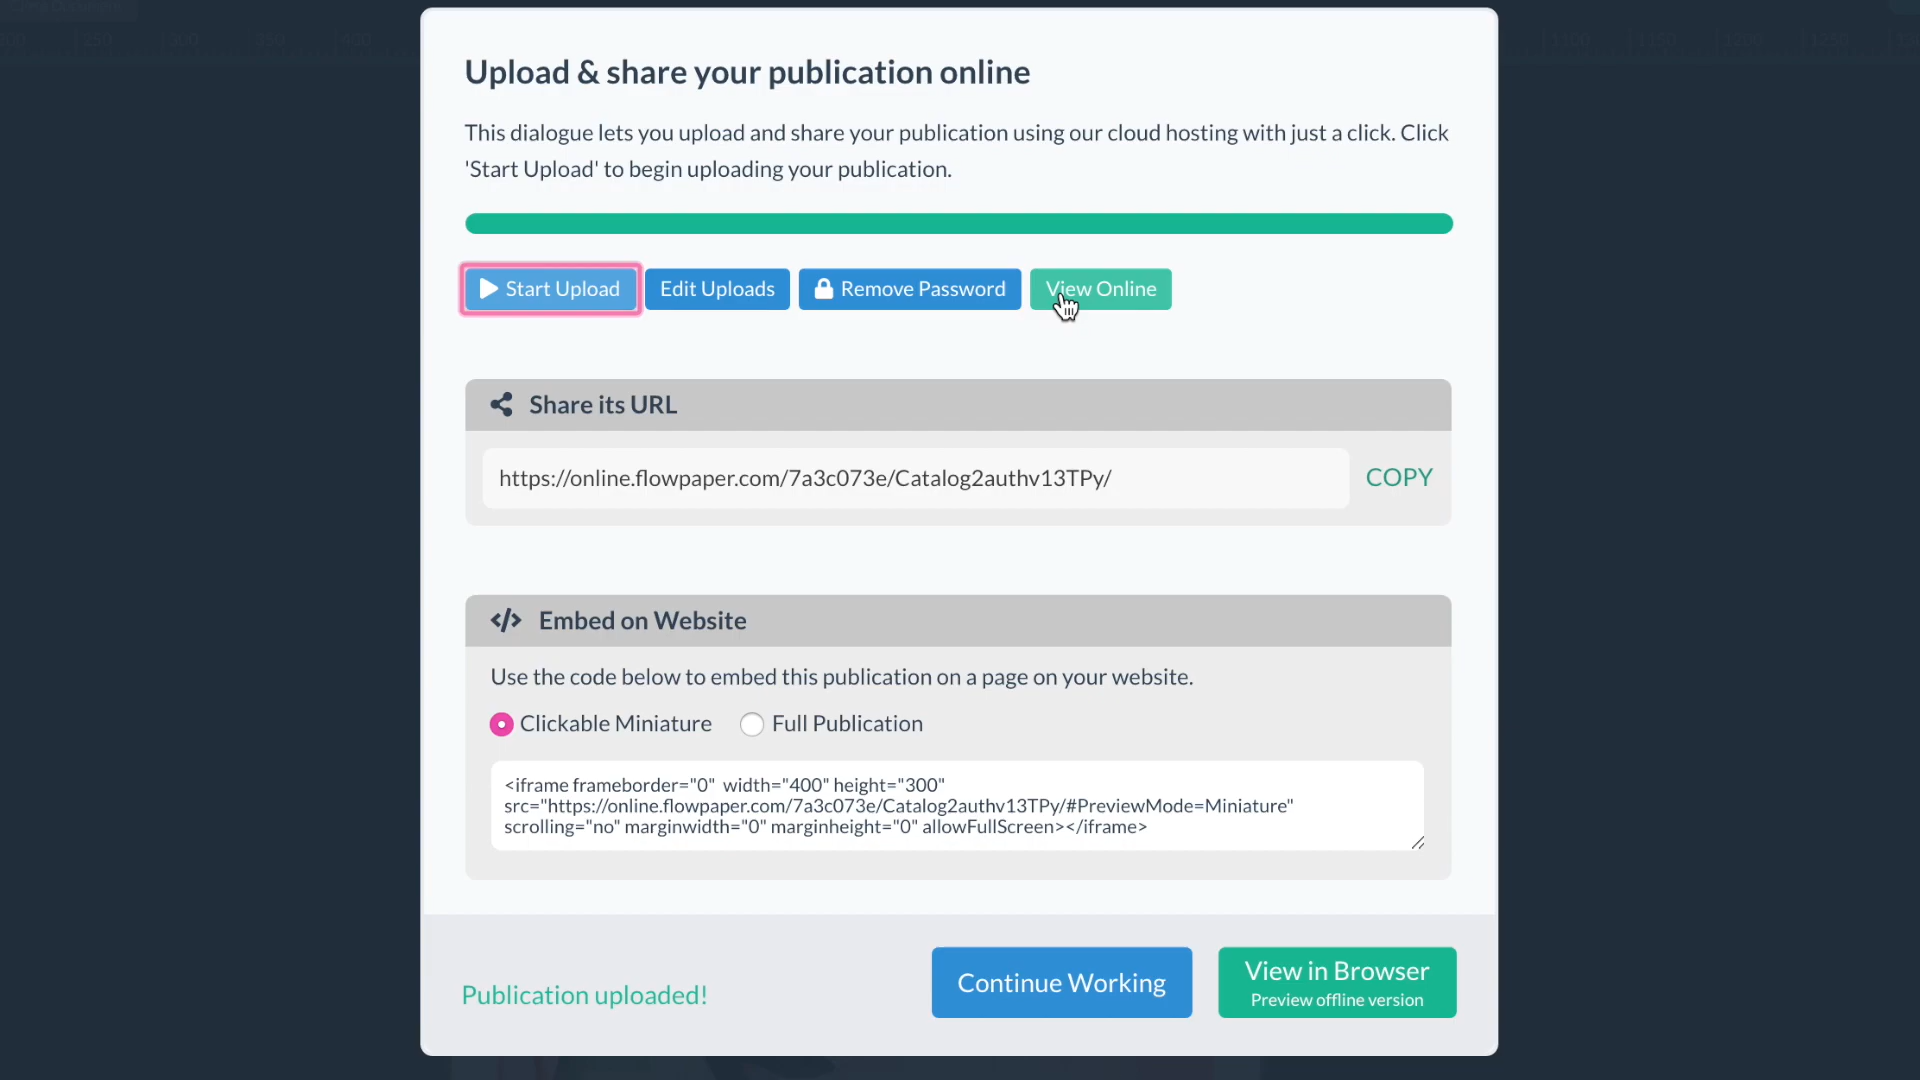 Upload & share your publication online
This dialogue lets you upload and share your publication using our cloud hosting with just a click. Click
'Start Upload' to begin uploading your publication.
Start Upload
Edit Uploads
Remove Password
View Online
Share its URL
https://online.flowpaper.com/7a3c073e/Catalog2authv13TPy/
COPY
Embed on Website
Use the code below to embed this publication on a page on your website.
Clickable Miniature
Full Publication
<iframe frameborder="0"  width="400" height="300"
src="https://online.flowpaper.com/7a3c073e/Catalog2authv13TPy/#PreviewMode=Miniature"
scrolling="no" marginwidth="0" marginheight="0" allowFullScreen></iframe>
Publication uploaded!
Continue Working
View in Browser
Preview offline version